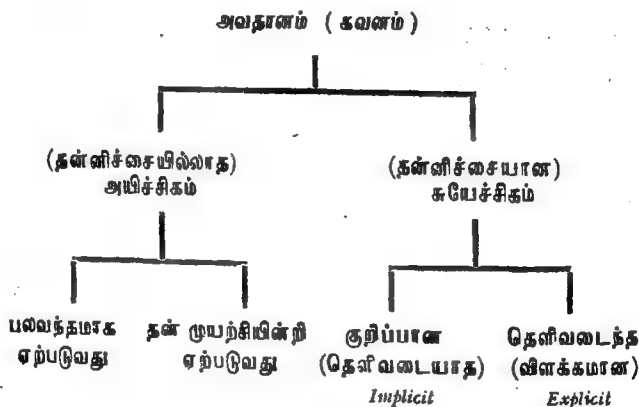 அவதானம் ( கவனம் )
(தன்னிச்சையில்லாத)
அயிச்சிகம்
(தன்னிச்சையான)
சுயேச்சிகம்
பலவந்தமாக
ஏற்படுவது
தன் முயற்சியின்றி
ஏற்படுவது
குறிப்பான
(தெளிவடையாத)
Implicit
தெளிவடைந்த
(விளக்கமான)
Explicit